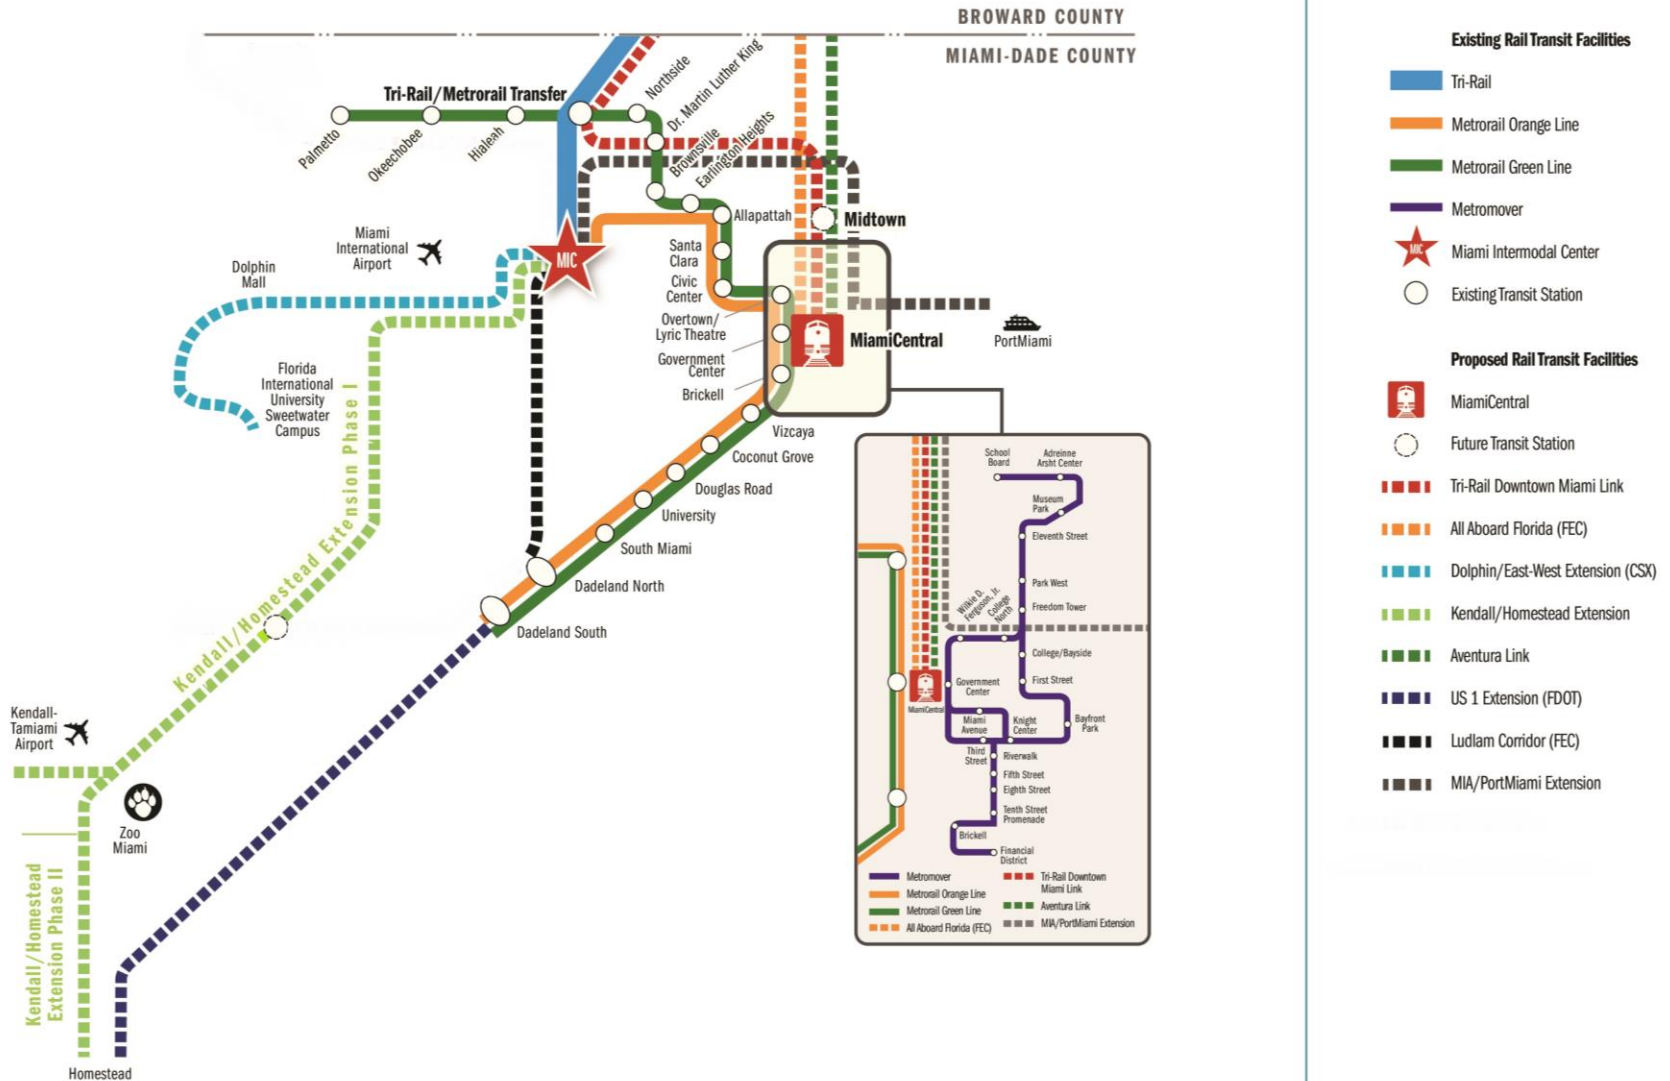 BROWARD COUNTY
MIAMI-DADE COUNTY
Tri-Rail/Metrorail Transfer
Palmetto
Okeechobee
Hialeah
Northside
Dr. Martin Luther King
Brownsville
Earlington Heights
Allapattah
Santa
Clara
Civic
Center
Overtown/
Lyric Theatre
Government
Center
Brickell
Midtown
MiamiCentral
PortMiami
MIC
Miami
International
Airport
Dolphin
Mall
Florida
International
University
Sweetwater
Campus
Vizcaya
Coconut Grove
Douglas Road
University
South Miami
Dadeland North
Dadeland South
Kendall/Homestead Extension Phase I
Kendall-
Tamiami
Airport
Zoo
Miami
Kendall/Homestead
Extension Phase II
Homestead
School
Board
Adreinne
Arsht Center
Museum
Park
Eleventh Street
Park West
Freedom Tower
Wilkie D.
Ferguson, Jr.
College
North
College/Bayside
First Street
Government
Center
MiamiCentral
Miami
Avenue
Knight
Center
Bayfront
Park
Third
Street
Riverwalk
Fifth Street
Eighth Street
Tenth Street
Promenade
Brickell
Financial
District
Metromover
Metrorail Orange Line
Metrorail Green Line
All Aboard Florida (FEC)
Tri-Rail Downtown
Miami Link
Aventura Link
MIA/PortMiami Extension
Existing Rail Transit Facilities
Tri-Rail
Metrorail Orange Line
Metrorail Green Line
Metromover
MIC
Miami Intermodal Center
Existing Transit Station
Proposed Rail Transit Facilities
MiamiCentral
Future Transit Station
Tri-Rail Downtown Miami Link
All Aboard Florida (FEC)
Dolphin/East-West Extension (CSX)
Kendall/Homestead Extension
Aventura Link
US 1 Extension (FDOT)
Ludlam Corridor (FEC)
MIA/PortMiami Extension